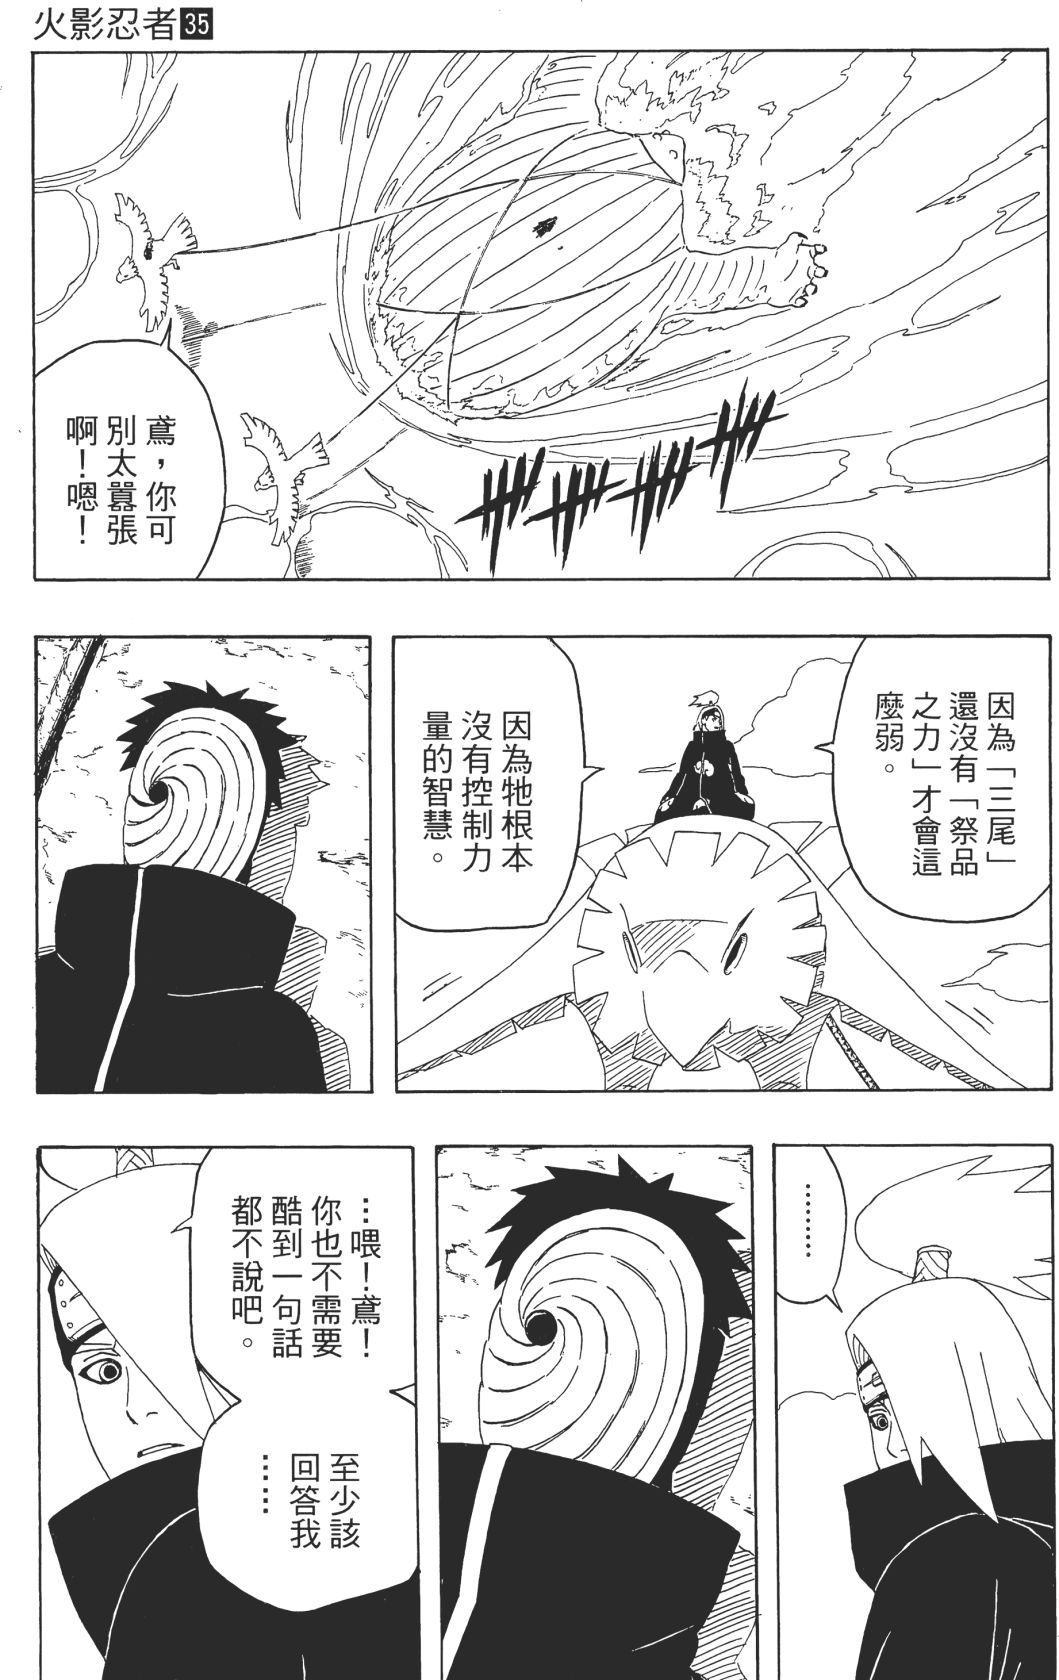 火影忍者35
鳶，你可
別太囂張
啊！嗯！
因為「三尾」
還沒有「祭品
之力」才會這
麼弱。
因為牠根本
沒有控制力
量的智慧。
………
…喂！鳶！
你也不需要
酷到一句話
都不說吧。
至少該
回答我
……